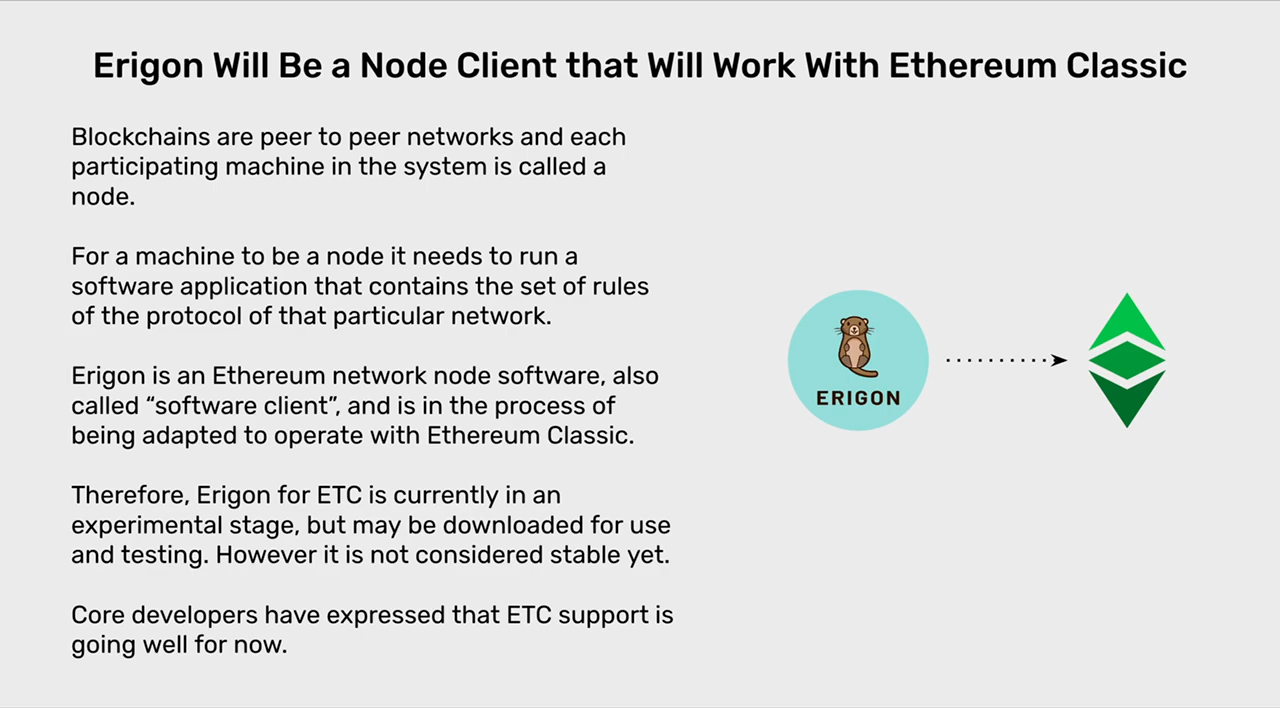 Erigon Will Be a Node Client that Will Work With Ethereum Classic
Blockchains are peer to peer networks and each
participating machine in the system is called a
node.
For a machine to be a node it needs to run a
software application that contains the set of rules
of the protocol of that particular network.
Erigon is an Ethereum network node software, also
called “software client”, and is in the process of
being adapted to operate with Ethereum Classic.
Therefore, Erigon for ETC is currently in an
experimental stage, but may be downloaded for use
and testing. However it is not considered stable yet.
Core developers have expressed that ETC support is
going well for now.
ERIGON